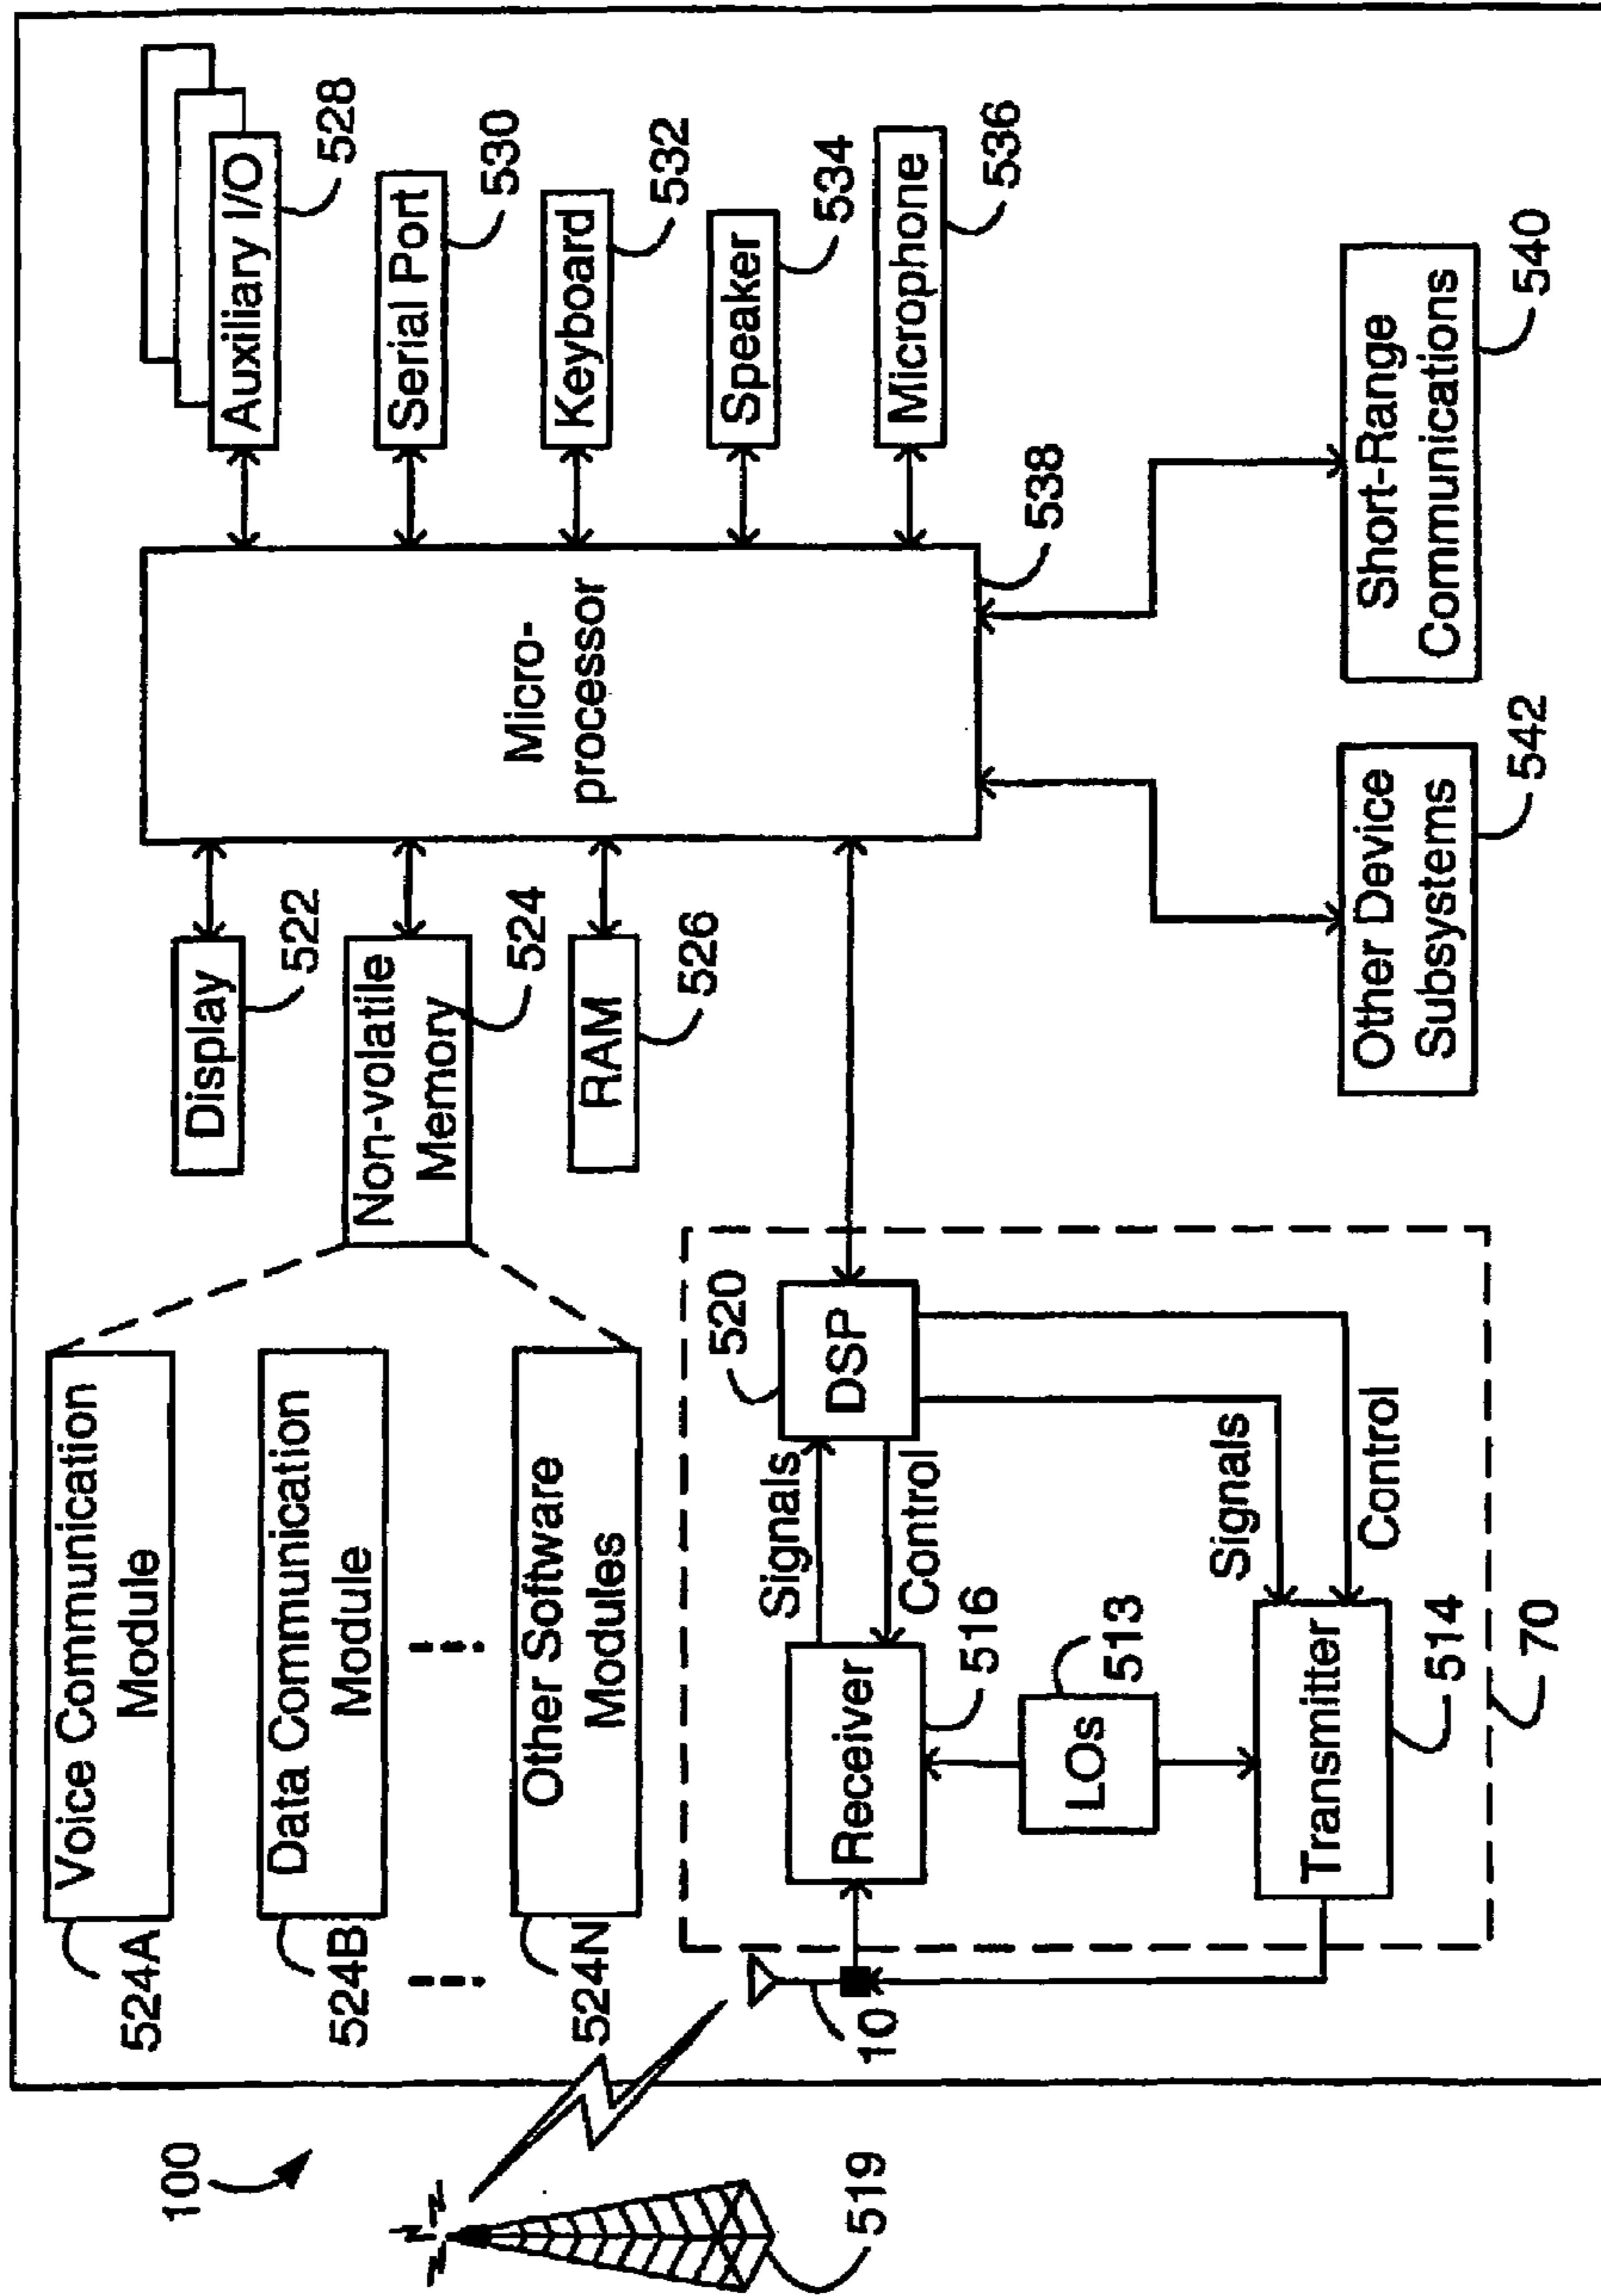 100
519
524A
Voice Communication
Module
524B
Data Communication
Module
524N
Other Software
Modules
Display
522
Non-volatile
Memory
524
RAM
526
Micro-
processor
538
Auxiliary I/O
528
Serial Port
530
Keyboard
532
Speaker
534
Microphone
536
Short-Range
Communications
540
Other Device
Subsystems
542
10
Receiver
516
Signals
Control
DSP
520
LOs
513
Signals
Control
Transmitter
514
70